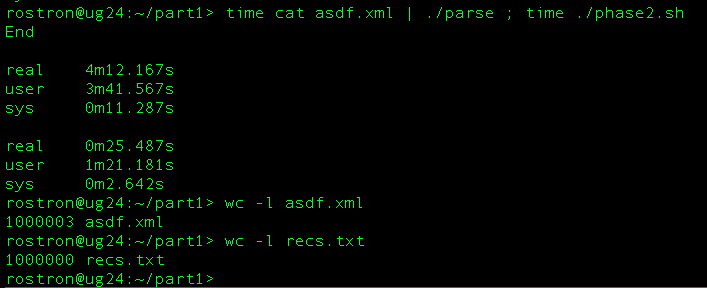 rostron@ug24:~/part1> time cat asdf.xml | ./parse ; time ./phase2.sh
End
real 4m12.167s
user 3m41.567s
sys 0m11.287s
real 0m25.487s
user 1m21.181s
sys 0m2.642s
rostron@ug24:~/part1> wc -l asdf.xml
1000003 asdf.xml
rostron@ug24:~/part1> wc -l recs.txt
1000000 recs.txt
rostron@ug24:~/part1>